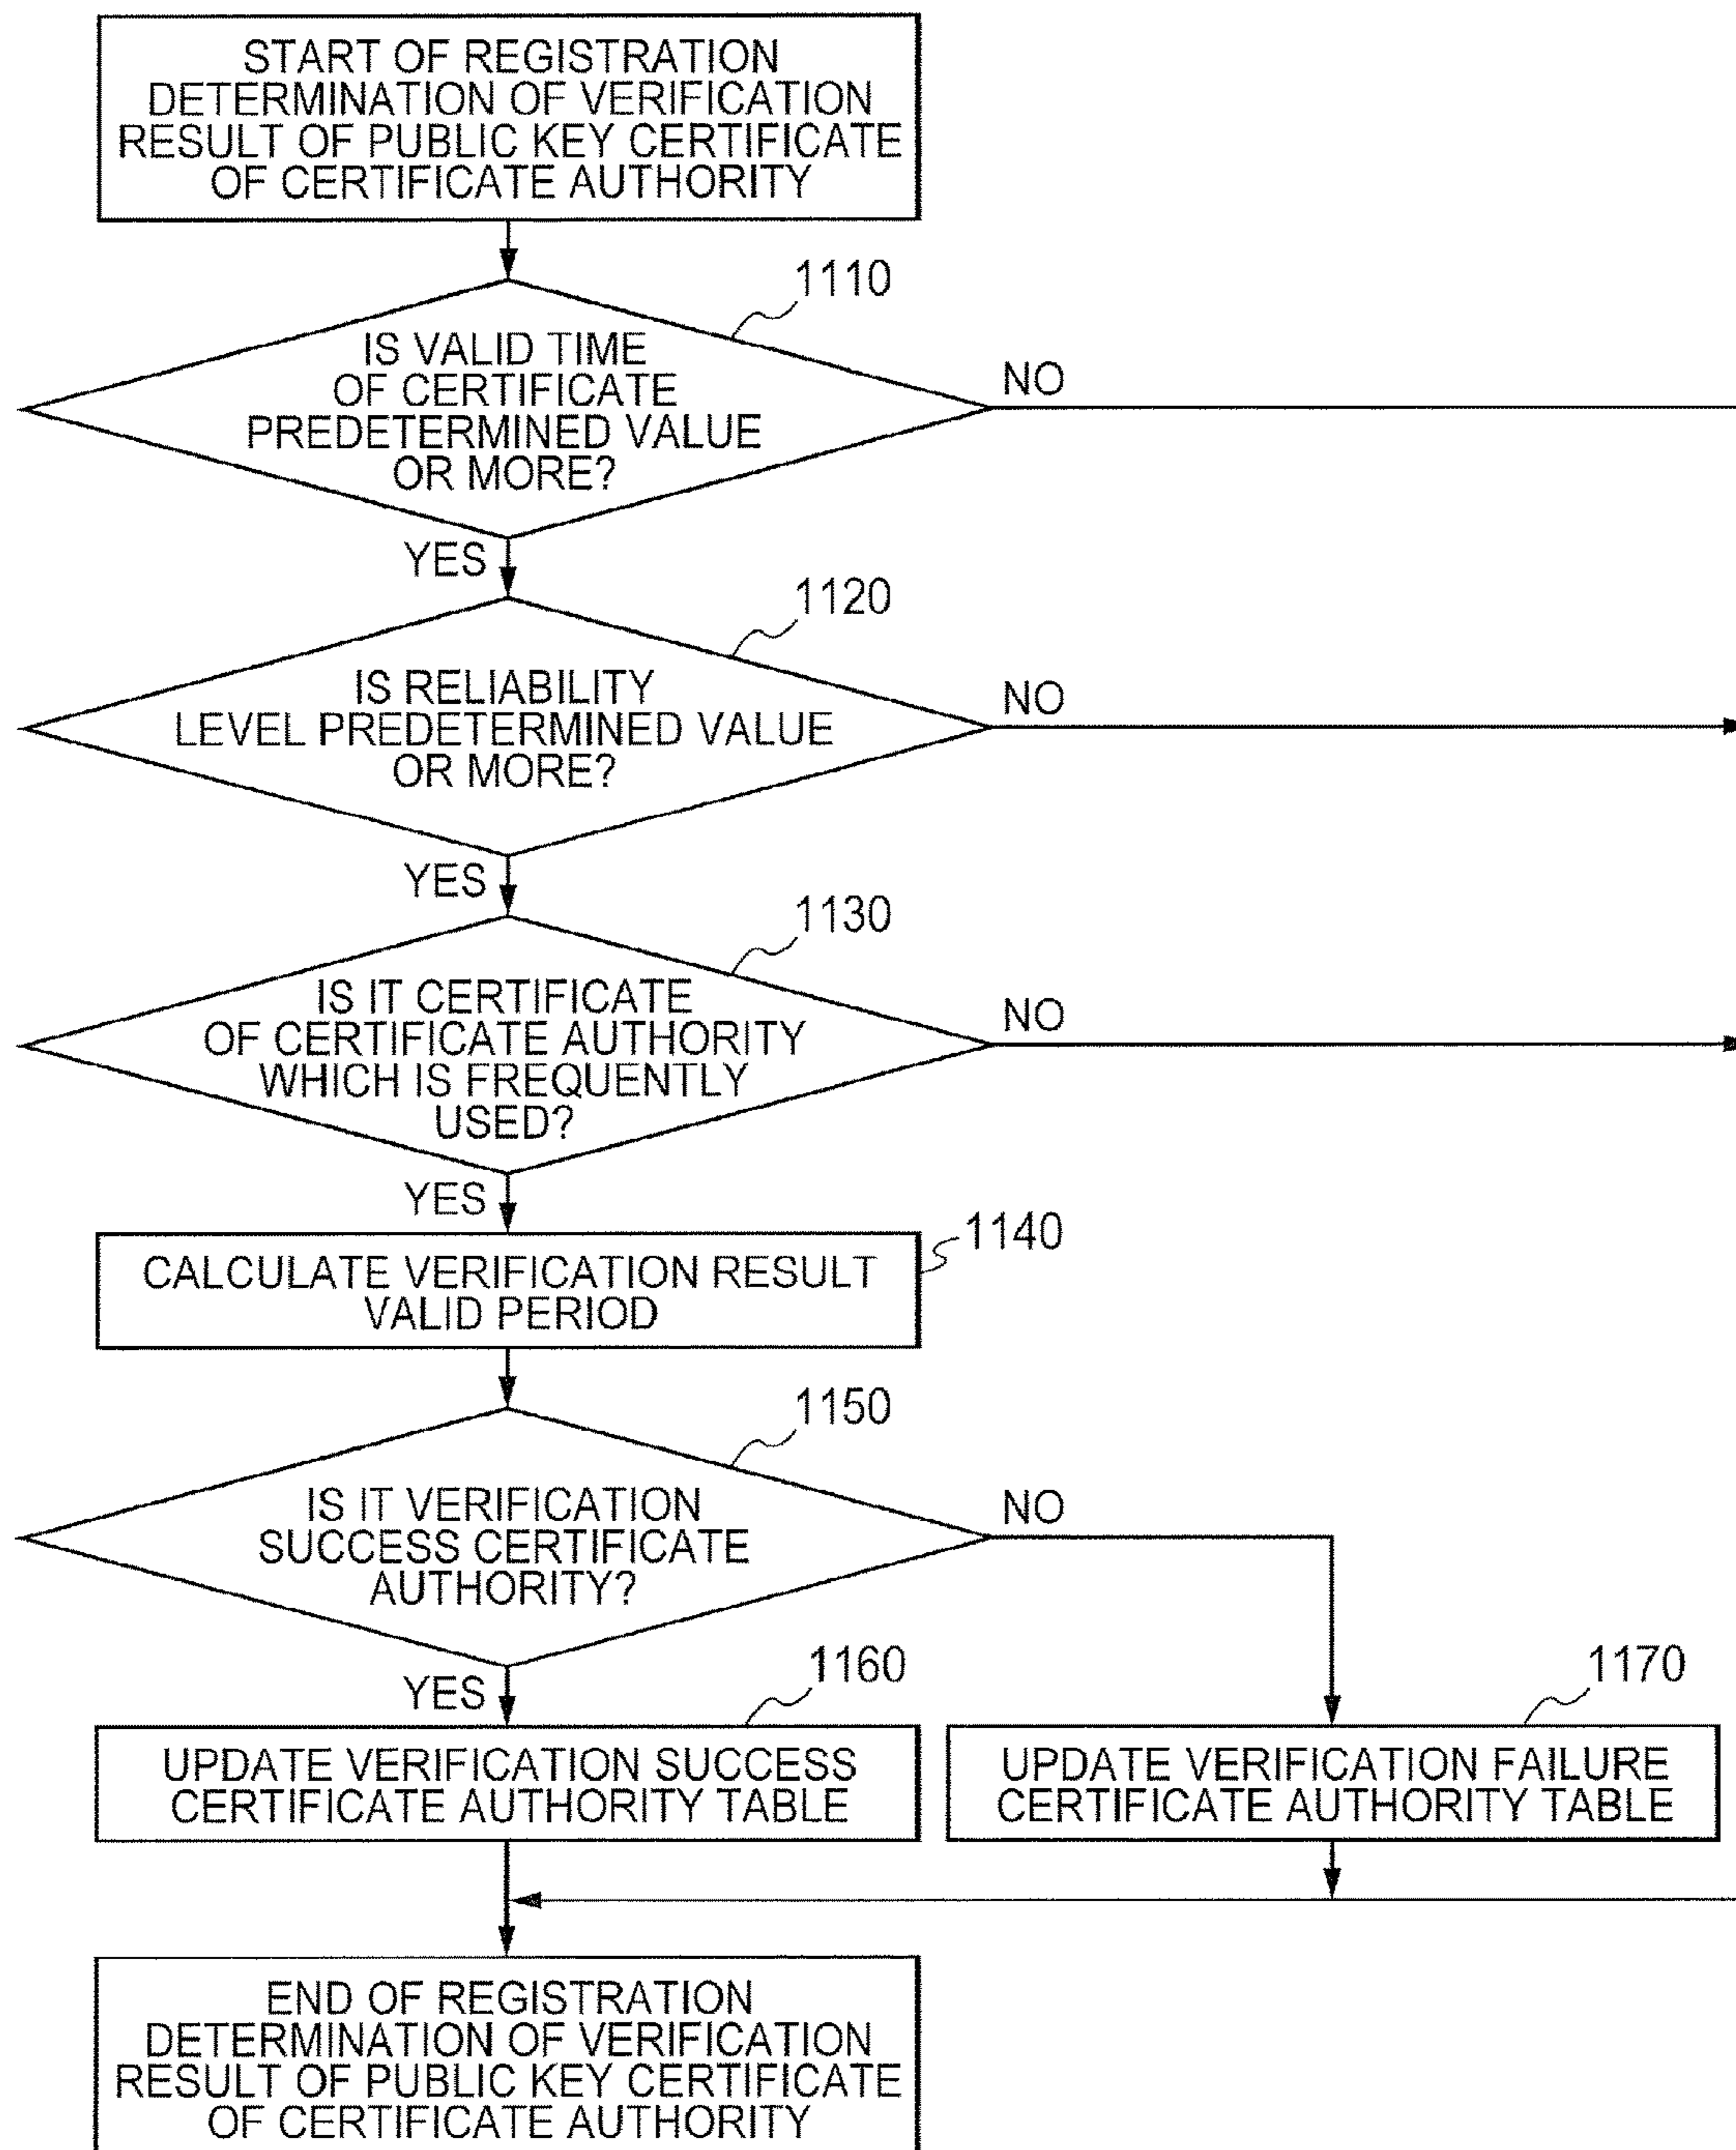 START OF REGISTRATION
DETERMINATION OF VERIFICATION
RESULT OF PUBLIC KEY CERTIFICATE
OF CERTIFICATE AUTHORITY
1110
IS VALID TIME
OF CERTIFICATE
PREDETERMINED VALUE
OR MORE?
NO
YES
1120
IS RELIABILITY
LEVEL PREDETERMINED VALUE
OR MORE?
NO
YES
1130
IS IT CERTIFICATE
OF CERTIFICATE AUTHORITY
WHICH IS FREQUENTLY
USED?
NO
YES
1140
CALCULATE VERIFICATION RESULT
VALID PERIOD
1150
IS IT VERIFICATION
SUCCESS CERTIFICATE
AUTHORITY?
NO
YES
1160
UPDATE VERIFICATION SUCCESS
CERTIFICATE AUTHORITY TABLE
1170
UPDATE VERIFICATION FAILURE
CERTIFICATE AUTHORITY TABLE
END OF REGISTRATION
DETERMINATION OF VERIFICATION
RESULT OF PUBLIC KEY CERTIFICATE
OF CERTIFICATE AUTHORITY